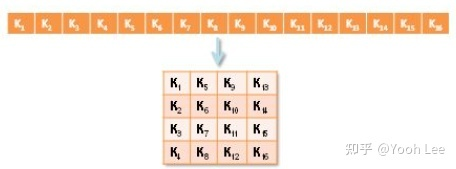 K₁ K₂ K₃ K₄ K₅ K₆ K₇ K₈ K₉ K₁₀ K₁₁ K₁₂ K₁₃ K₁₄ K₁₅ K₁₆
K₁ K₅ K₉ K₁₃
K₂ K₆ K₁₀ K₁₄
K₃ K₇ K₁₁ K₁₅
K₄ K₈ K₁₂ K₁₆
知乎 @Yooh Lee